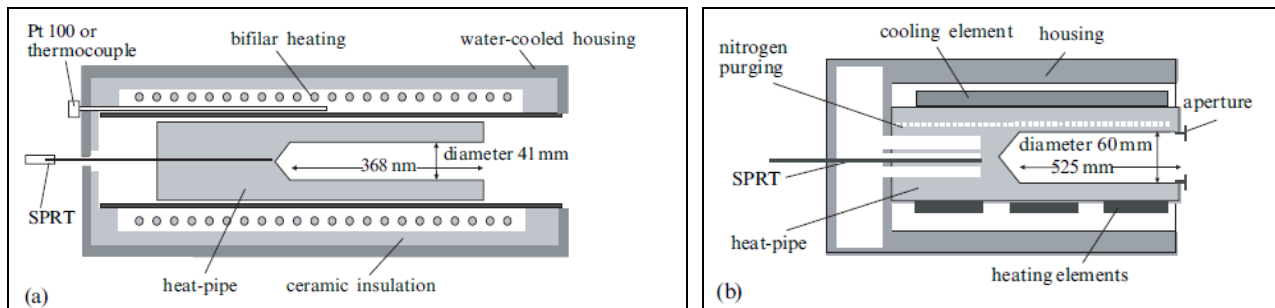 Pt 100 or
thermocouple
bifilar heating
water-cooled housing
368 nm
diameter 41 mm
SPRT
heat-pipe
ceramic insulation
(a)
cooling element
housing
nitrogen
purging
aperture
diameter 60 mm
525 mm
SPRT
heat-pipe
heating elements
(b)